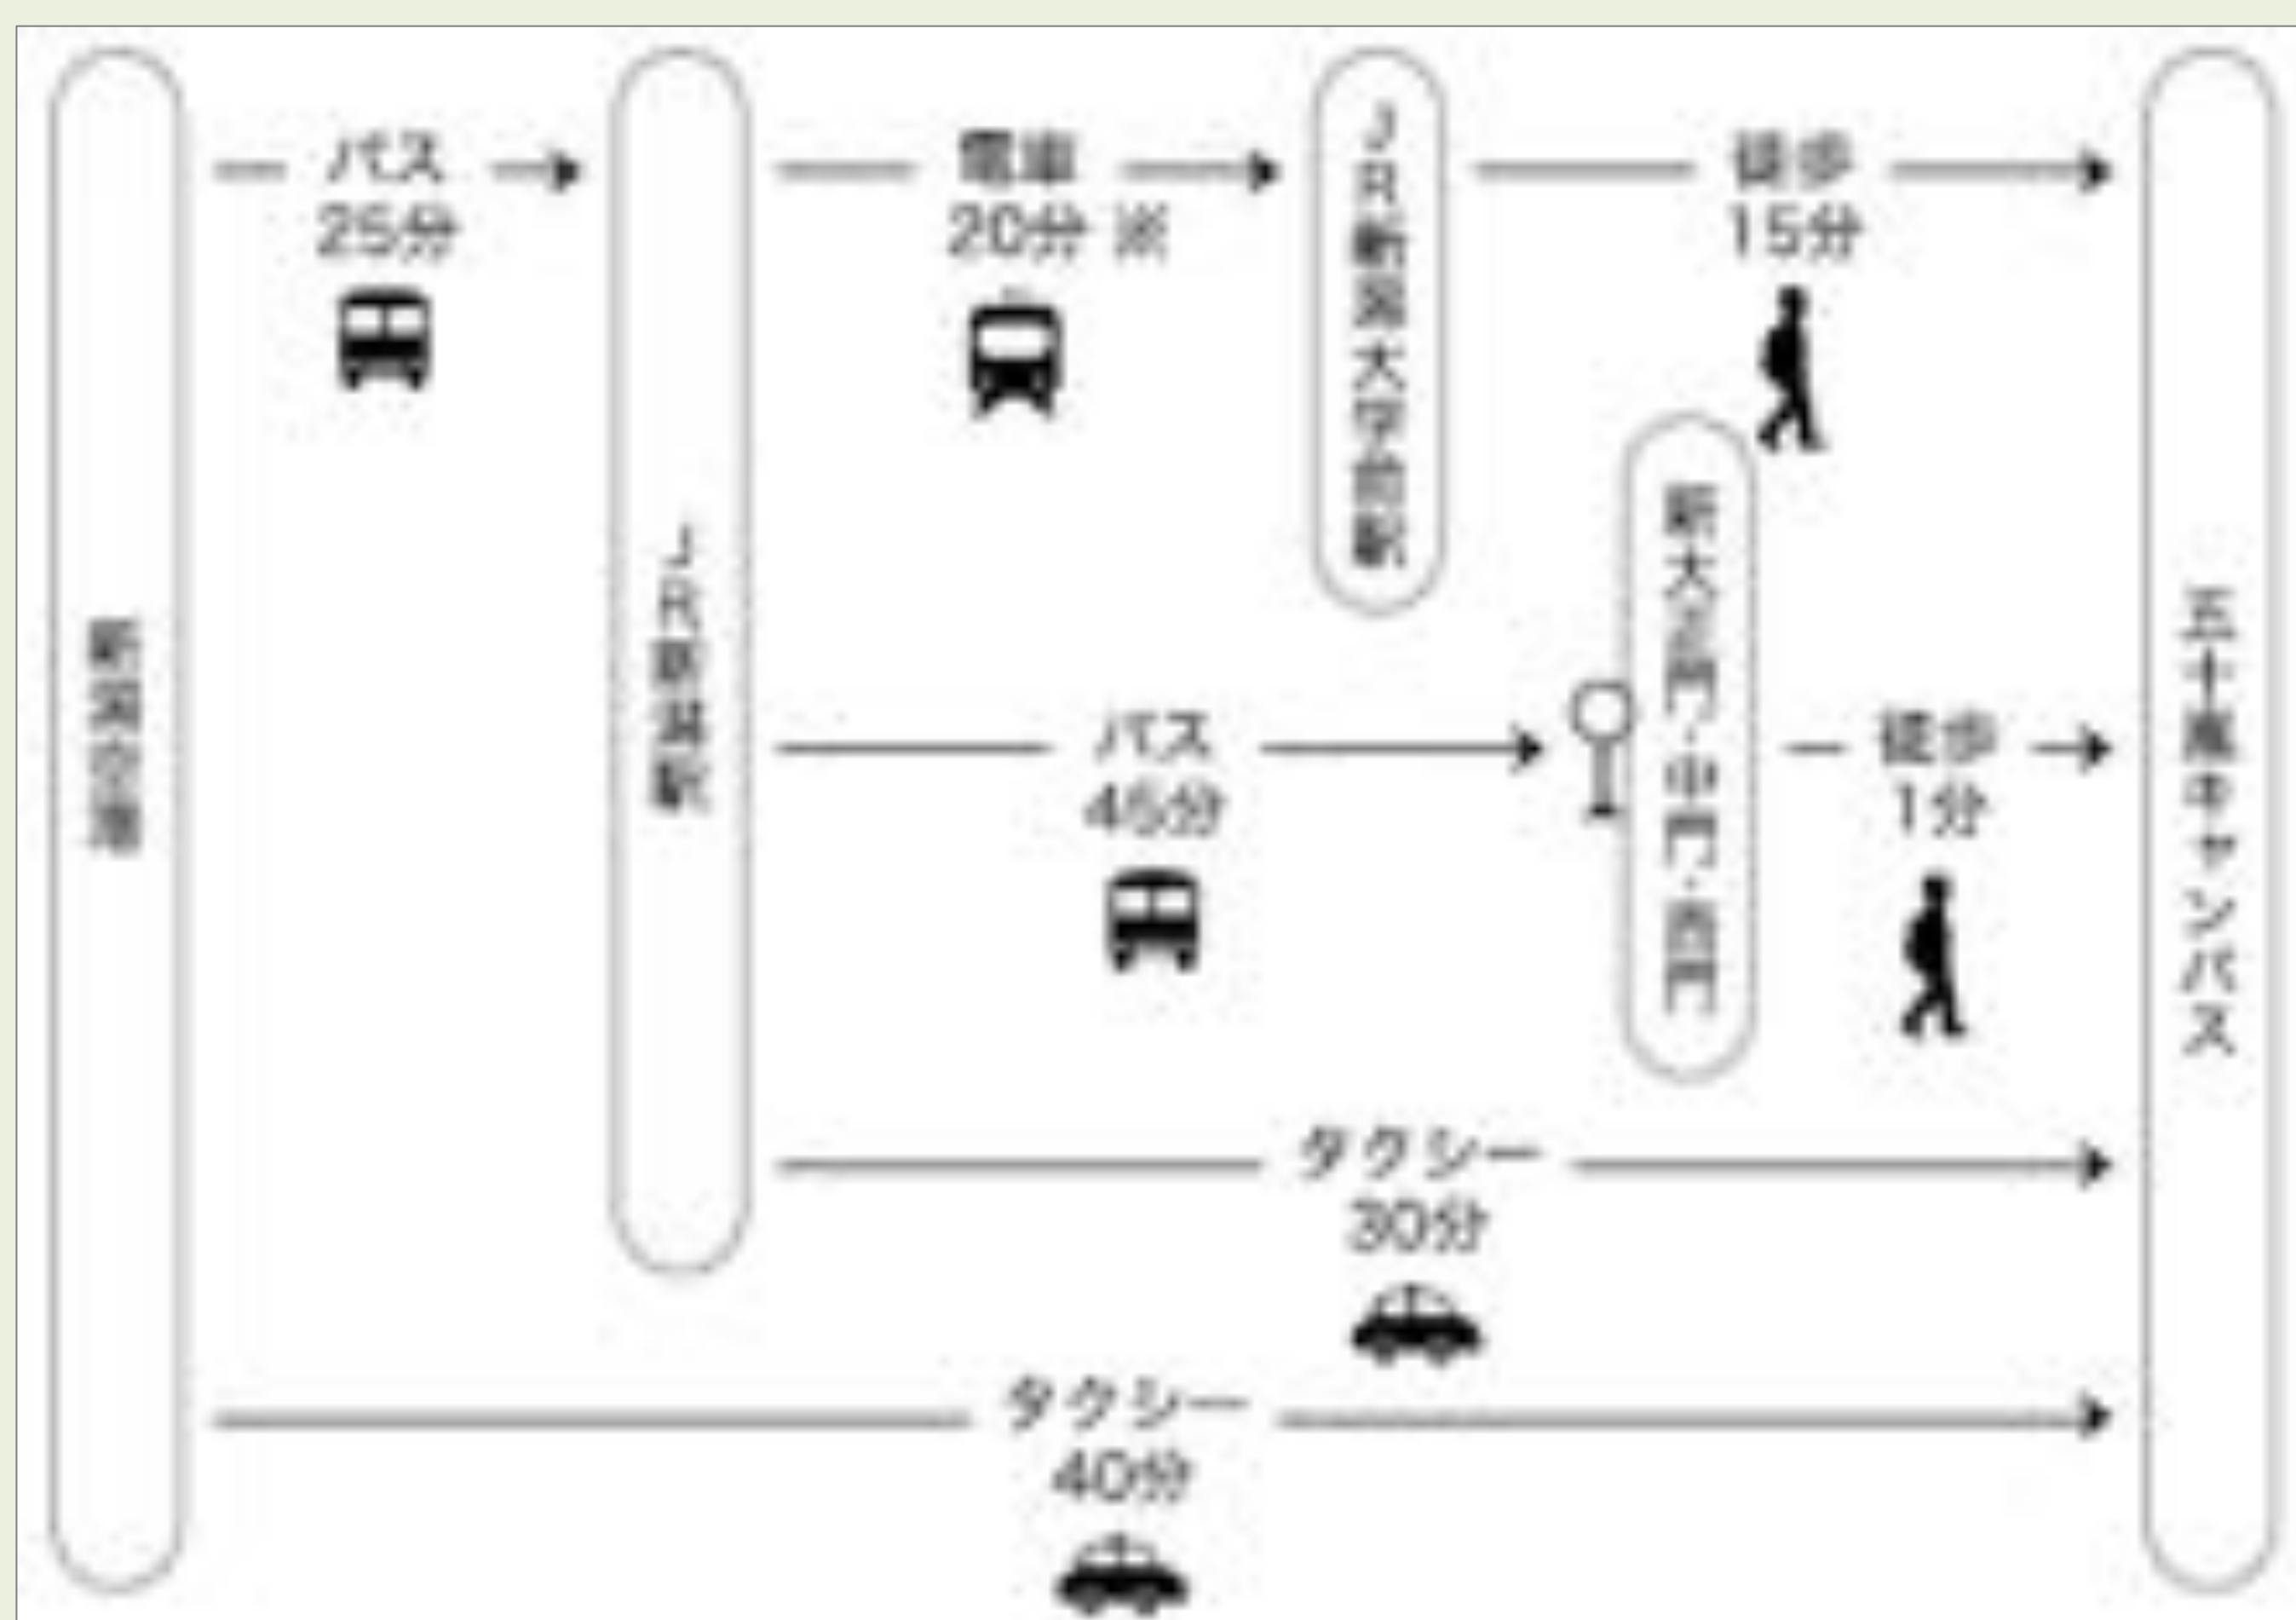 新潟空港
バス
25分
JR新潟駅
電車
20分 ※
JR新潟大学前駅
徒歩
15分
バス
45分
新大正門・中門・西門
徒歩
1分
五十嵐キャンパス
タクシー
30分
タクシー
40分